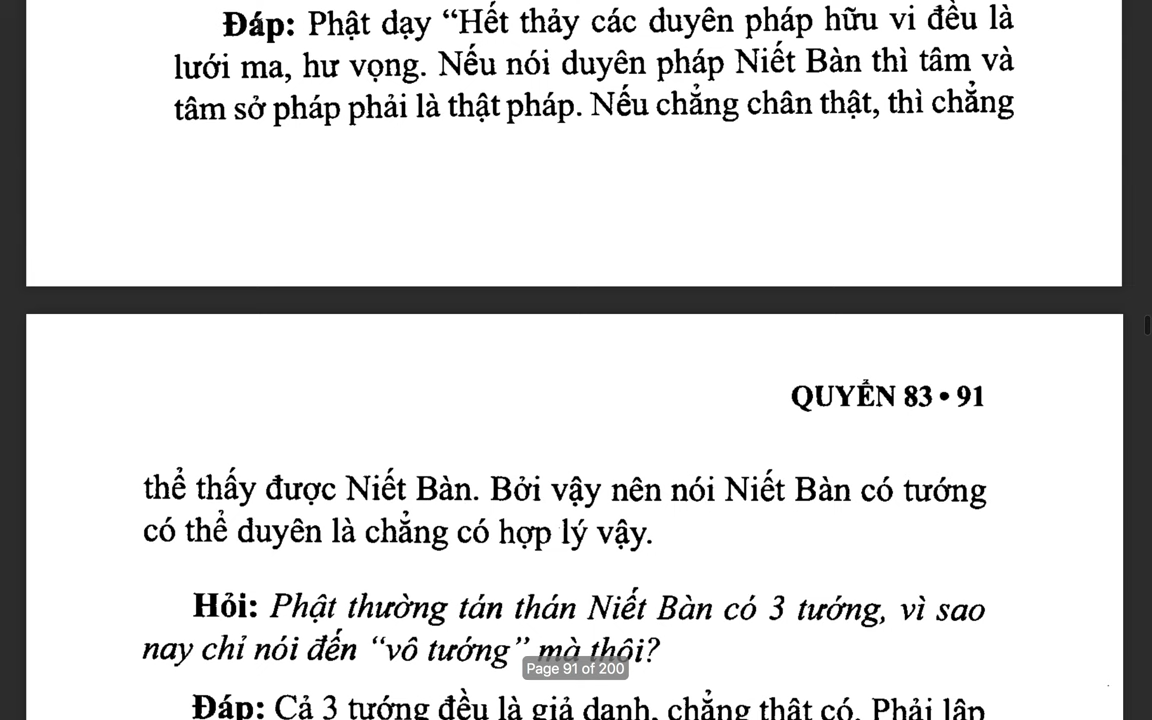 Đáp: Phật dạy “Hết thảy các duyên pháp hữu vi đều là
lưới ma, hư vọng. Nếu nói duyên pháp Niết Bàn thì tâm và
tâm sở pháp phải là thật pháp. Nếu chẳng chân thật, thì chẳng
QUYỂN 83 • 91
thể thấy được Niết Bàn. Bởi vậy nên nói Niết Bàn có tướng
có thể duyên là chẳng có hợp lý vậy.
Hỏi: Phật thường tán thán Niết Bàn có 3 tướng, vì sao
nay chỉ nói đến “vô tướng” mà thôi?
Page 91 of 200
Đáp: Cả 3 tướng đều là giả danh, chẳng thật có. Phải lập